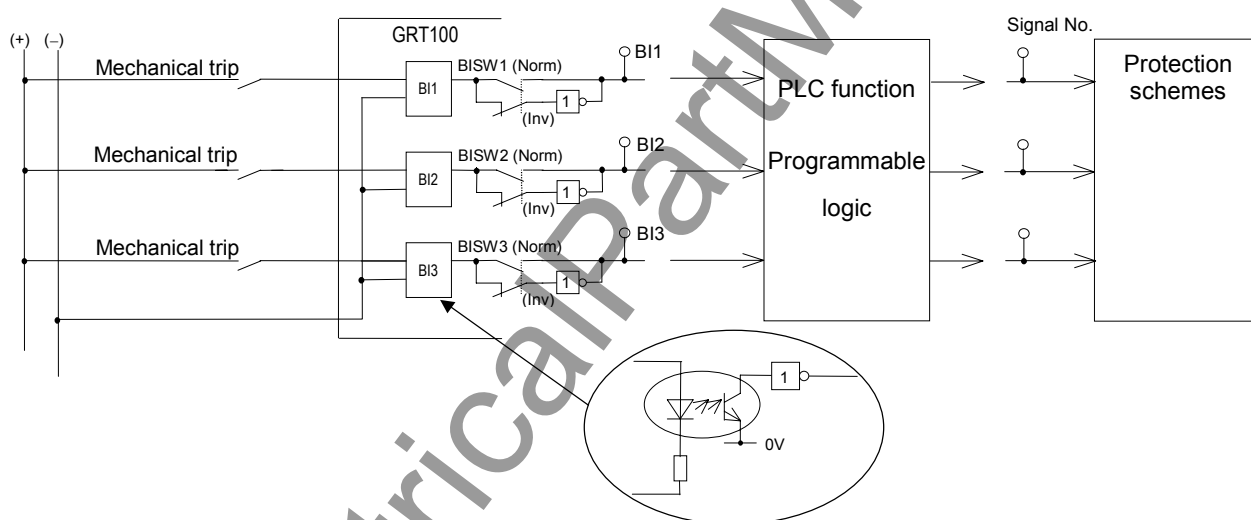 (+) (–)
GRT100
Signal No.
Mechanical trip
BI1
BISW1 (Norm)
1
(Inv)
BI1
PLC function
Protection
schemes
Mechanical trip
BI2
BISW2 (Norm)
1
(Inv)
BI2
Programmable
logic
Mechanical trip
BI3
BISW3 (Norm)
1
(Inv)
BI3
1
0V
tricalPartM